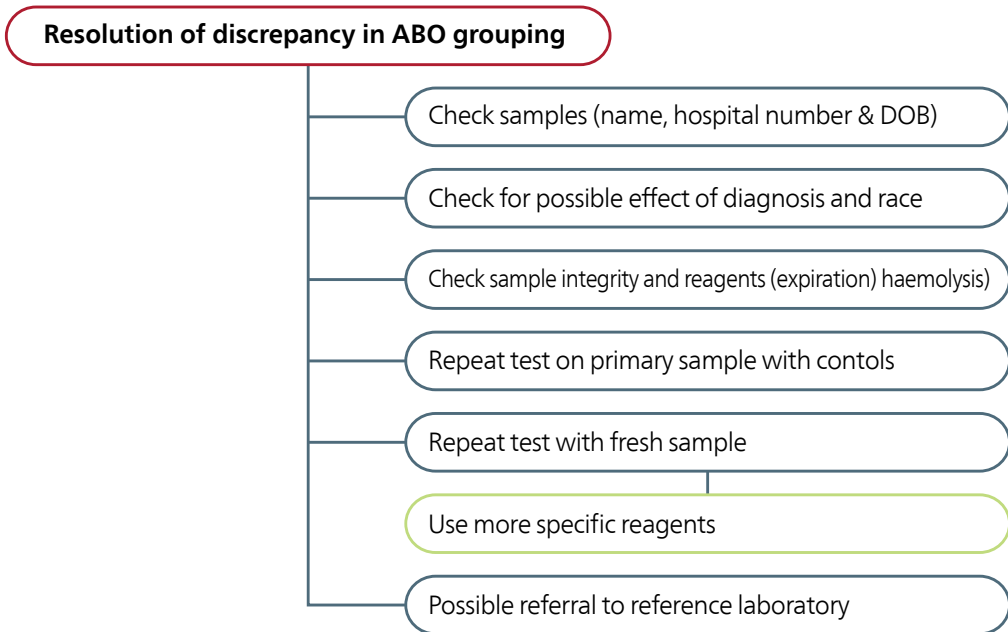 Resolution of discrepancy in ABO grouping
Check samples (name, hospital number & DOB)
Check for possible effect of diagnosis and race
Check sample integrity and reagents (expiration) haemolysis)
Repeat test on primary sample with contols
Repeat test with fresh sample
Use more specific reagents
Possible referral to reference laboratory